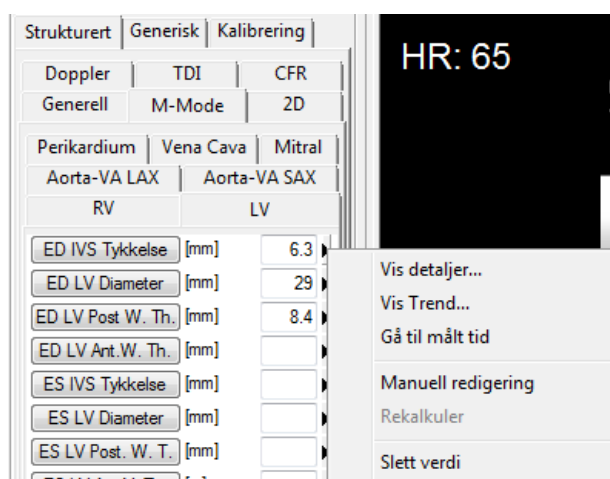 Strukturert Generisk Kalibrering
HR: 65
Doppler TDI CFR
Generell M-Mode 2D
Perikardium Vena Cava Mitral
Aorta-VA LAX Aorta-VA SAX
RV LV
ED IVS Tykkelse [mm] 6.3
ED LV Diameter [mm] 29
ED LV Post W. Th. [mm] 8.4
ED LV Ant.W. Th. [mm]
ES IVS Tykkelse [mm]
ES LV Diameter [mm]
ES LV Post. W. T. [mm]
Vis detaljer...
Vis Trend...
Gå til målt tid
Manuell redigering
Rekalkuler
Slett verdi